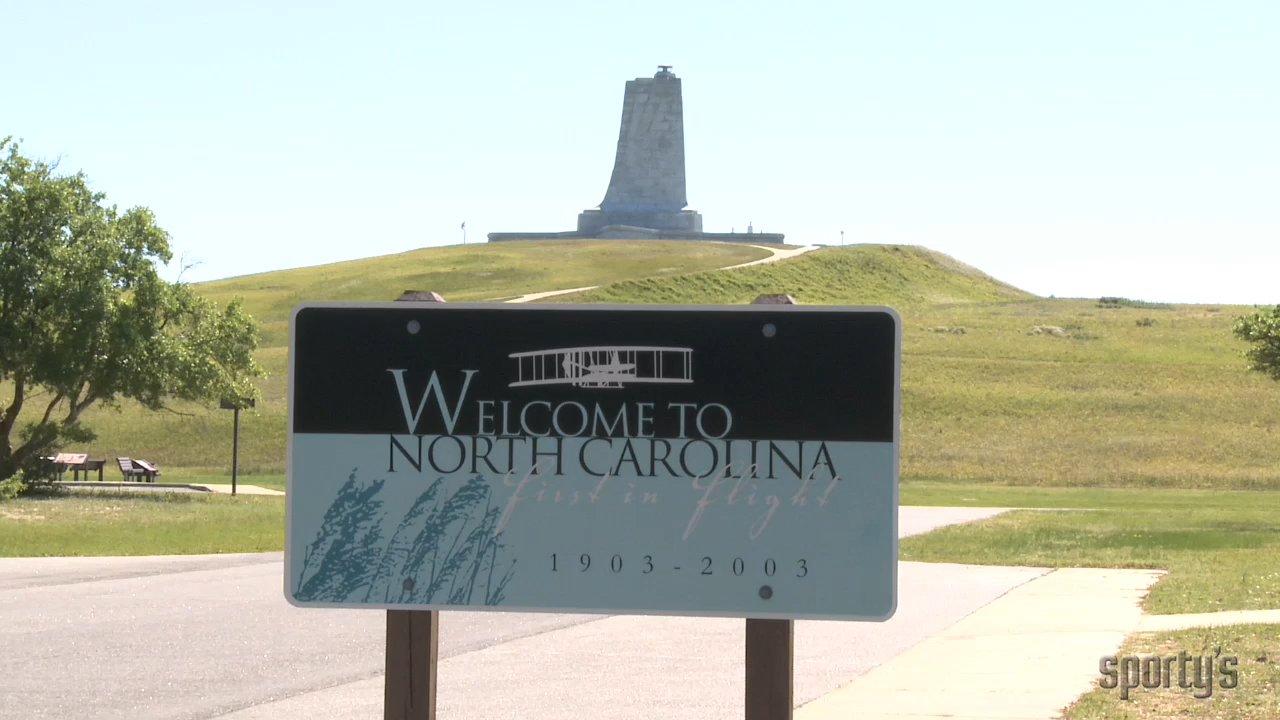 WELCOME TO
NORTH CAROLINA
first in flight
1903-2003
sporty's